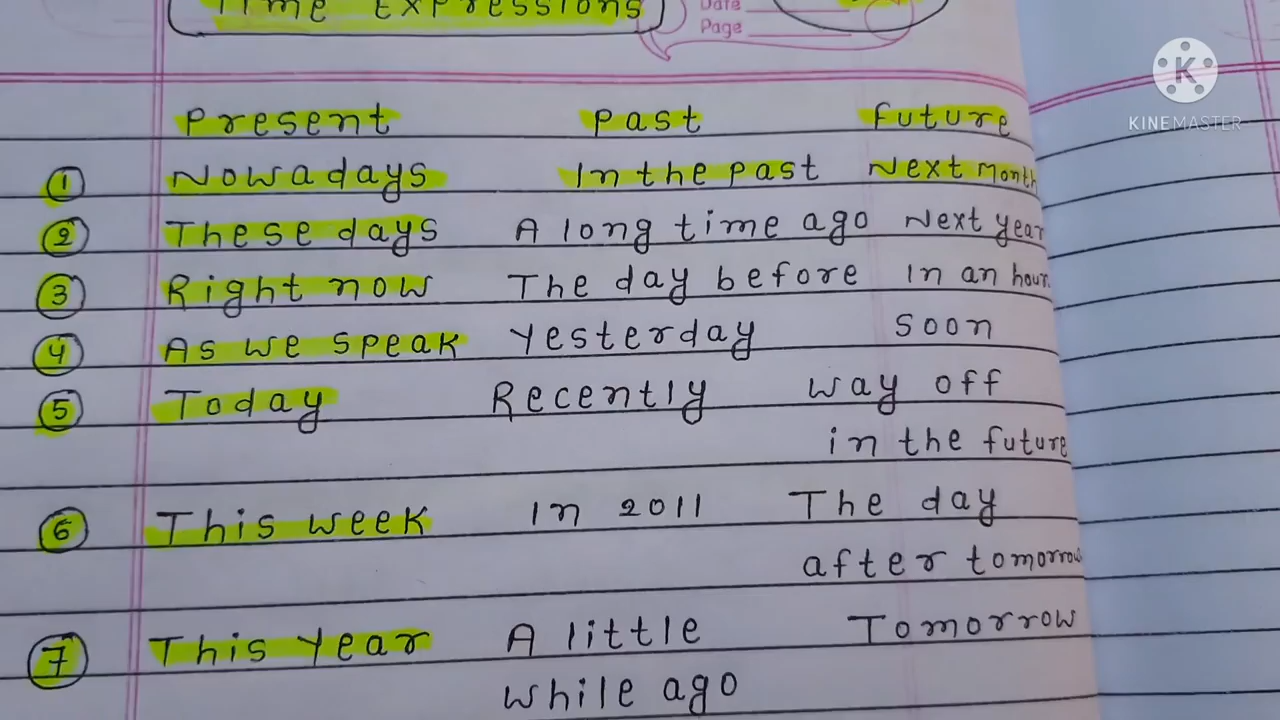 Time Expressions
Date
Page
KINEMASTER
Present Past Future
1 Nowadays In the past Next Month
2 These days A long time ago Next year
3 Right now The day before In an hour
4 As we speak Yesterday Soon
5 Today Recently Way off
in the future
6 This week In 2011 The day
after tomorrow
7 This year A little Tomorrow
while ago